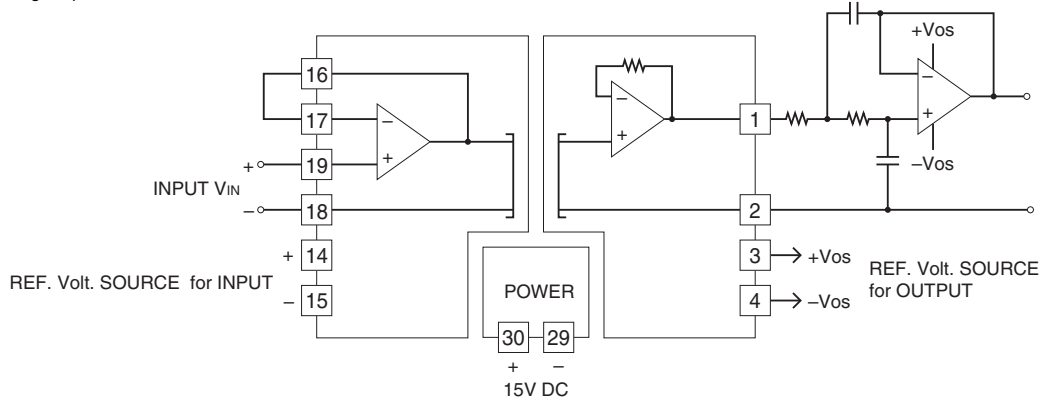 +Vos
16
–
17
–
1
+
+
+
19
+
INPUT VIN
–Vos
–
18
2
+
14
3
+Vos
REF. Volt. SOURCE for INPUT
REF. Volt. SOURCE
for OUTPUT
–
15
POWER
4
–Vos
30
29
+
–
15V DC